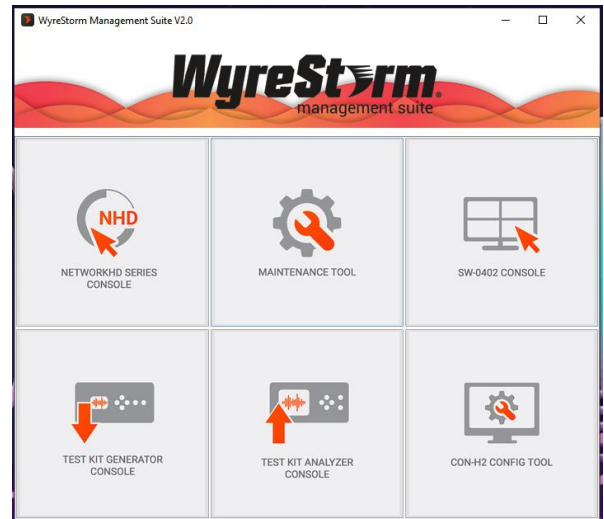 WyreStorm Management Suite V2.0
WyreStorm.
management suite
NHD
NETWORKHD SERIES
CONSOLE
MAINTENANCE TOOL
SW-0402 CONSOLE
TEST KIT GENERATOR
CONSOLE
TEST KIT ANALYZER
CONSOLE
CON-H2 CONFIG TOOL